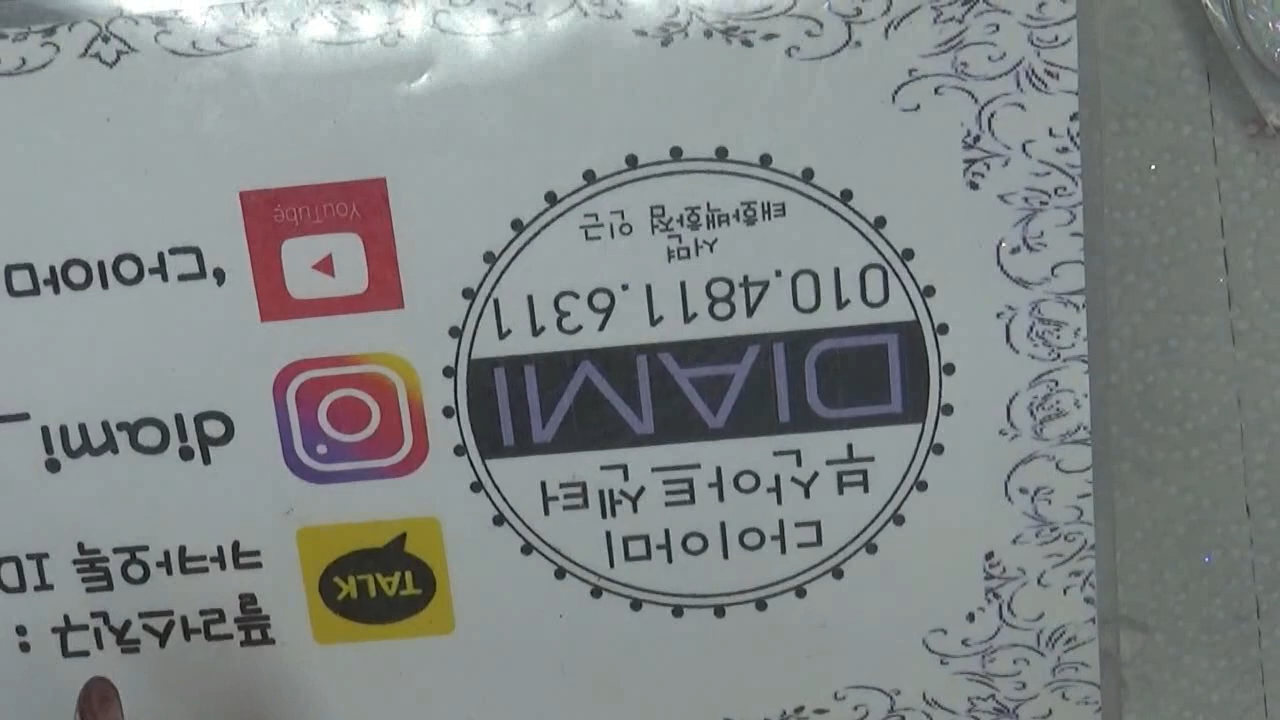 다이아미
부산아트센터
DIAMI
010.4811.6311
서면
태화백화점 인근
TALK
플러스친구 :
카카오톡 ID
diami_
YouTube
'다이아미